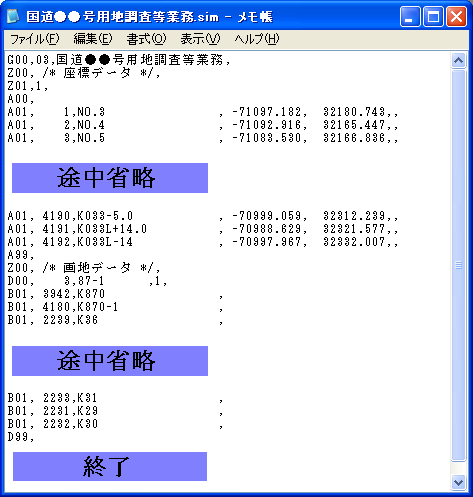 国道●●号用地調査等業務.sim - メモ帳
ファイル(F) 編集(E) 書式(O) 表示(V) ヘルプ(H)
G00,03,国道●●号用地調査等業務,
Z00, /* 座標データ */,
Z01,1,
A00,
A01,    1,NO.3                , -71097.182,  32180.743,,
A01,    2,NO.4                , -71092.916,  32165.447,,
A01,    3,NO.5                , -71083.530,  32166.836,,
途中省略
A01, 4190,K033-5.0            , -70999.059,  32312.239,,
A01, 4191,K033L+14.0          , -70988.629,  32321.577,,
A01, 4192,K033L-14            , -70997.967,  32332.007,,
A99,
Z00, /* 画地データ */,
D00,    3,87-1      ,1,
B01, 3942,K870                ,
B01, 4180,K870-1              ,
B01, 2239,K36                 ,
途中省略
B01, 2233,K31                 ,
B01, 2231,K29                 ,
B01, 2232,K30                 ,
D99,
終了